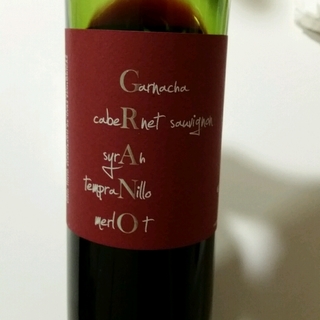 Garnacha
cabeRnet sauvignon
syrAh
tempraNillo
merlOt